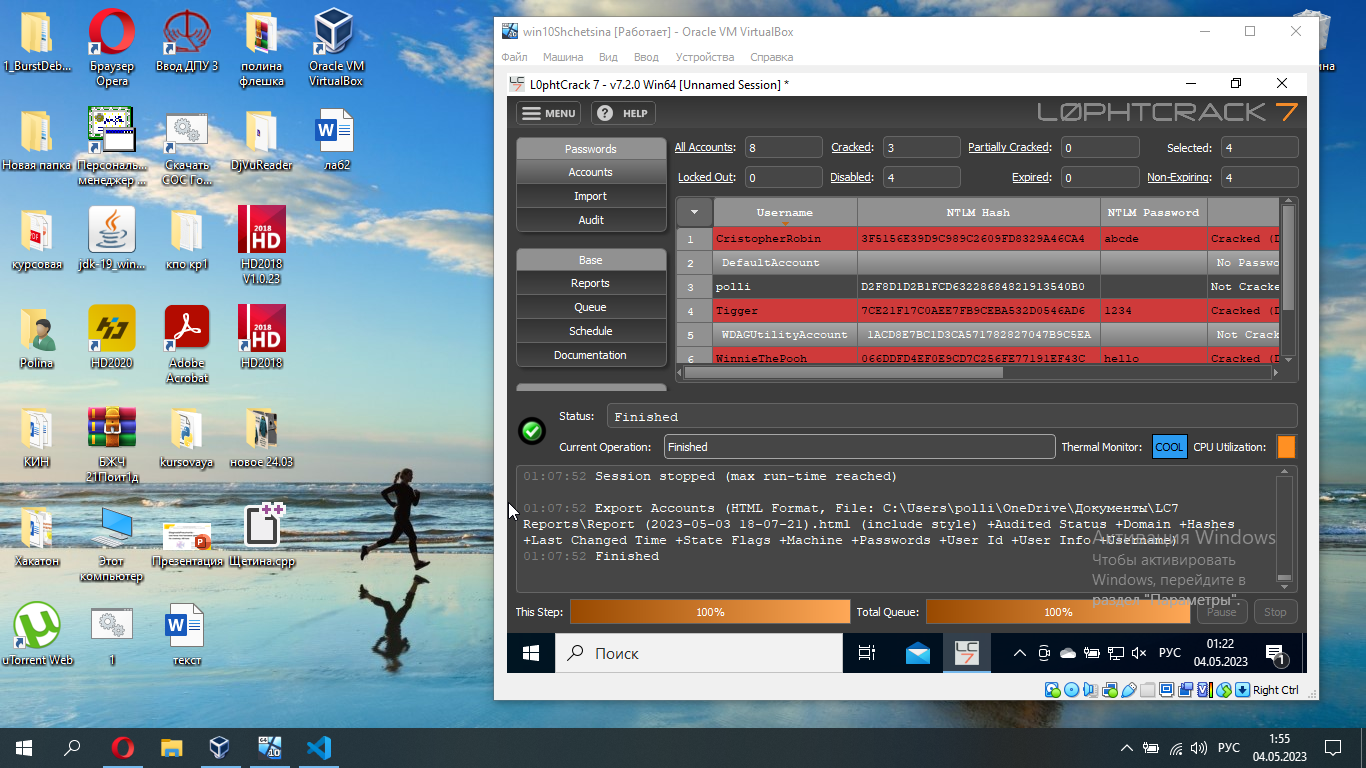 1_BurstDeb...
Браузер Opera
Ввод ДПУ 3
полина флешка
Oracle VM VirtualBox
Новая папка
Персональ... менеджер ...
Скачать СОС Го...
DjVuReader
лаб2
курсовая
jdk-19_win...
кпо кр1
HD2018 V1.0.23
2018
HD
Polina
HD2020
Adobe Acrobat
HD2018
2018
HD
КИН
БЖЧ 21Поит1д
kursovaya
новое 24.03
Хакатон
Этот компьютер
Презентация
Щетина.cpp
uTorrent Web
1
текст
win10Shchetsina [Работает] - Oracle VM VirtualBox
Файл Машина Вид Ввод Устройства Справка
L0phtCrack 7 - v7.2.0 Win64 [Unnamed Session] *
MENU
HELP
L0PHTCRACK 7
Passwords
Accounts
Import
Audit
Base
Reports
Queue
Schedule
Documentation
All Accounts: 8 Cracked: 3 Partially Cracked: 0 Selected: 4
Locked Out: 0 Disabled: 4 Expired: 0 Non-Expiring: 4
Username NTLM Hash NTLM Password
1 CristopherRobin 3F5156E39D9C989C2609FD8329A46CA4 abcde Cracked (D
2 DefaultAccount No Passwo
3 polli D2F8D1D2B1FCD63228684821913540B0 Not Cracke
4 Tigger 7CE21F17C0AEE7FB9CEBA532D0546AD6 1234 Cracked (D
5 WDAGUtilityAccount 1ACD8E7BC1D3CA571782827047B9C5EA Not Crack
6 WinnieThePooh 066DDFD4EF0E9CD7C256FE77191EF43C hello Cracked (D
Status: Finished
Current Operation: Finished Thermal Monitor: COOL CPU Utilization:
01:07:52 Session stopped (max run-time reached)
01:07:52 Export Accounts (HTML Format, File: C:\Users\polli\OneDrive\Документы\LC7
Reports\Report (2023-05-03 18-07-21).html (include style) +Audited Status +Domain +Hashes
+Last Changed Time +State Flags +Machine +Passwords +User Id +User Info +Username)
01:07:52 Finished
Активация Windows
Чтобы активировать
Windows, перейдите в
раздел "Параметры".
This Step: 100% Total Queue: 100% Pause Stop
Поиск
РУС
01:22
04.05.2023
1
Right Ctrl
РУС
1:55
04.05.2023